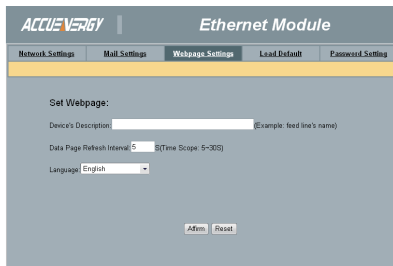 ACCUENERGY Ethernet Module
Network Settings Mail Settings Webpage Settings Load Default Password Setting
Set Webpage:
Device's Description: (Example: feed line's name)
Data Page Refresh Interval: 5 S(Time Scope: 5~30S)
Language: English
Affirm Reset